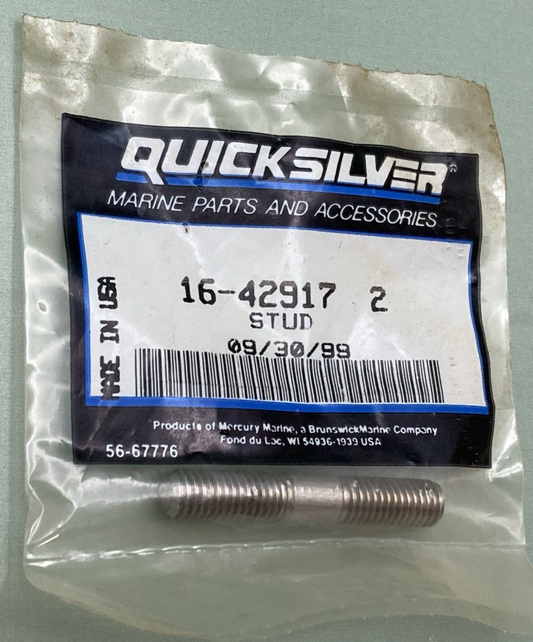 QUICKSILVER®
MARINE PARTS AND ACCESSORIES
MADE IN USA
16-42917 2
STUD
09/30/99
Products of Mercury Marine, a Brunswick Marine Company
Fond du Lac, WI 54936-1939 USA
56-67776